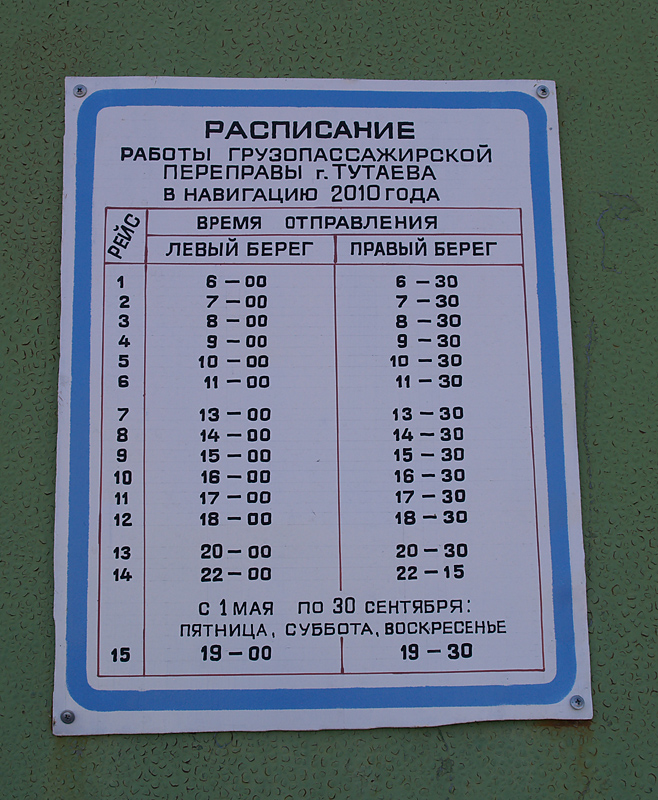 РАСПИСАНИЕ
РАБОТЫ ГРУЗОПАССАЖИРСКОЙ
ПЕРЕПРАВЫ г. ТУТАЕВА
В НАВИГАЦИЮ 2010 ГОДА
РЕЙС ВРЕМЯ ОТПРАВЛЕНИЯ
ЛЕВЫЙ БЕРЕГ ПРАВЫЙ БЕРЕГ
1 6-00 6-30
2 7-00 7-30
3 8-00 8-30
4 9-00 9-30
5 10-00 10-30
6 11-00 11-30
7 13-00 13-30
8 14-00 14-30
9 15-00 15-30
10 16-00 16-30
11 17-00 17-30
12 18-00 18-30
13 20-00 20-30
14 22-00 22-15
С 1 МАЯ ПО 30 СЕНТЯБРЯ:
ПЯТНИЦА, СУББОТА, ВОСКРЕСЕНЬЕ
15 19-00 19-30